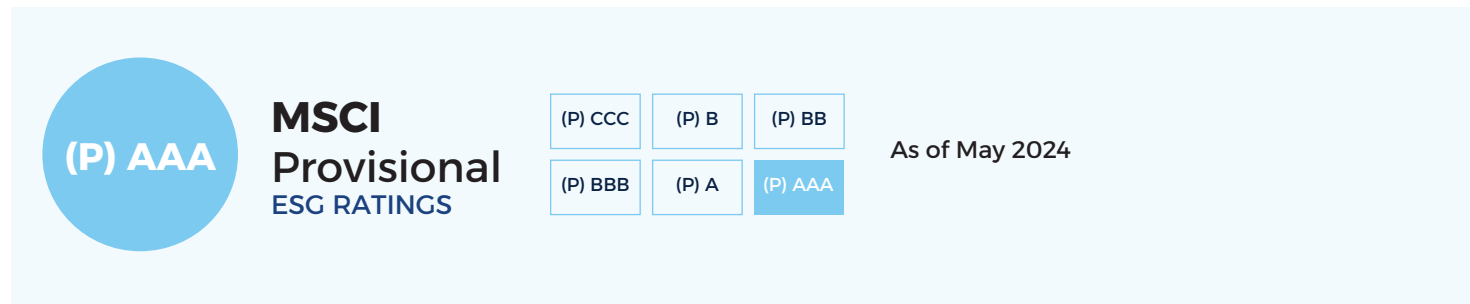 (P) AAA
MSCI
Provisional
ESG RATINGS
(P) CCC
(P) B
(P) BB
(P) BBB
(P) A
(P) AAA
As of May 2024